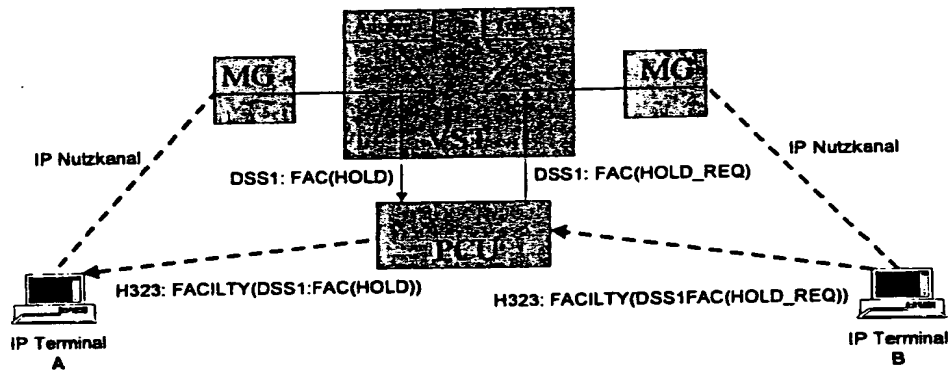 MG
MG
VST
IP Nutzkanal
IP Nutzkanal
DSS1: FAC(HOLD)
DSS1: FAC(HOLD_REQ)
PCU
H323: FACILTY(DSS1:FAC(HOLD))
H323: FACILTY(DSS1FAC(HOLD_REQ))
IP Terminal
A
IP Terminal
B